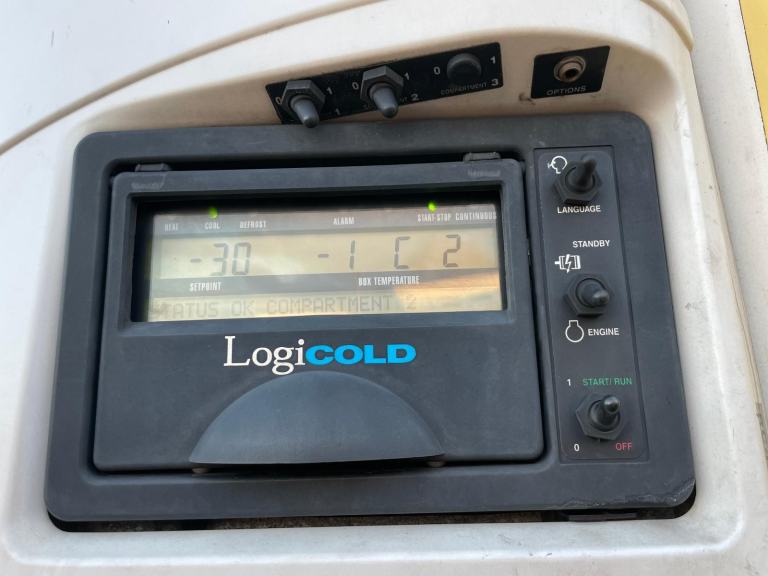 0 1 0 1 0 1
1 2 COMPARTMENT 3
OPTIONS
HEAT COOL DEFROST ALARM START-STOP CONTINUOUS
-30 -1 C 2
SETPOINT BOX TEMPERATURE
STATUS OK COMPARTMENT 2
LogiCOLD
LANGUAGE
STANDBY
ENGINE
1 START/RUN
0 OFF